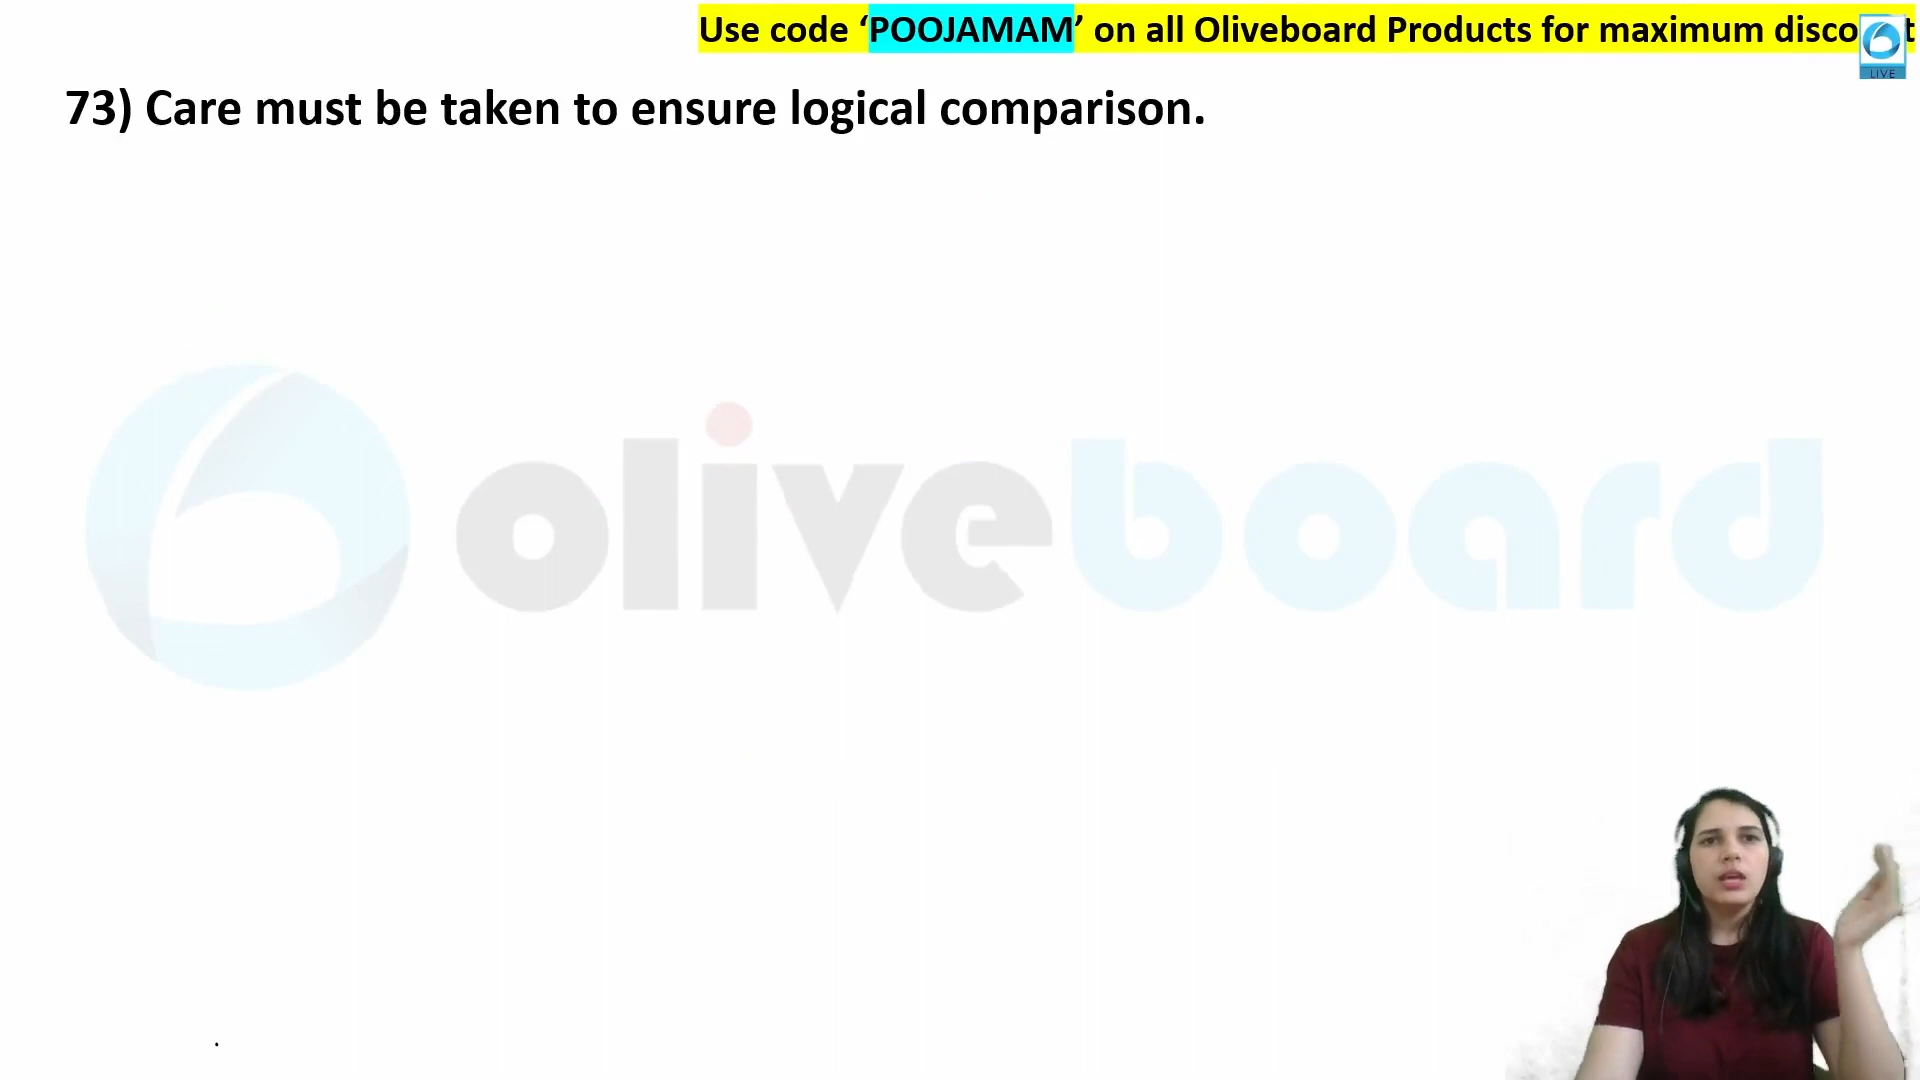 Use code ‘POOJAMAM’ on all Oliveboard Products for maximum
LIVE
73) Care must be taken to ensure logical comparison.
oliveboard